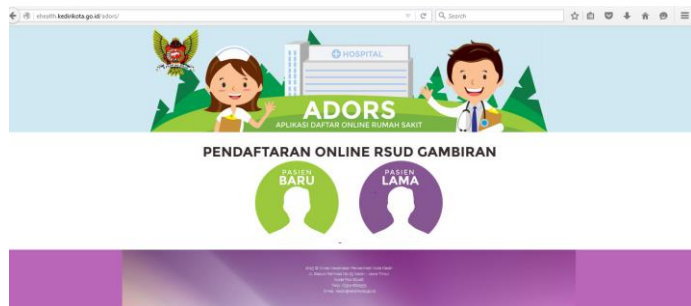 ehealth.kedirikota.go.id/adors/
Search
HOSPITAL
ADORS
APLIKASI DAFTAR ONLINE RUMAH SAKIT
PENDAFTARAN ONLINE RSUD GAMBIRAN
PASIEN
BARU
PASIEN
LAMA